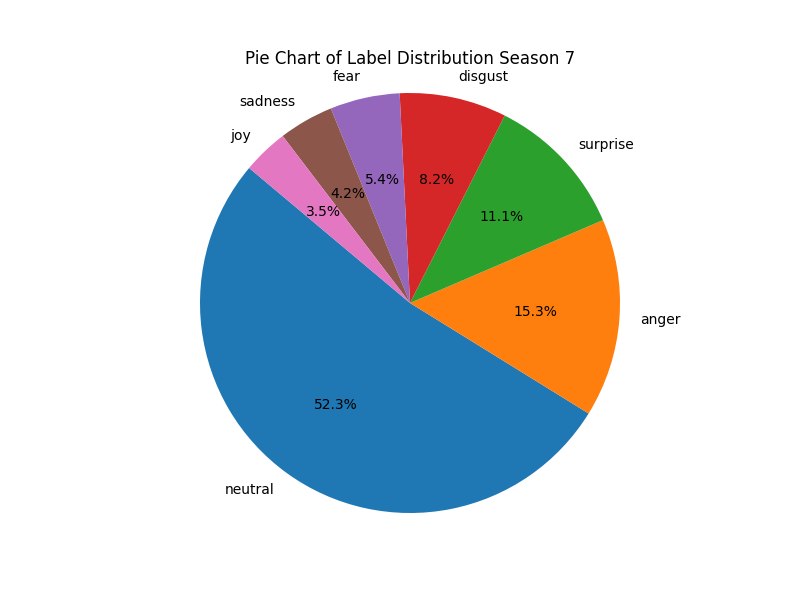 Pie Chart of Label Distribution Season 7
fear
disgust
sadness
joy
surprise
5.4%
8.2%
4.2%
3.5%
11.1%
15.3%
anger
52.3%
neutral